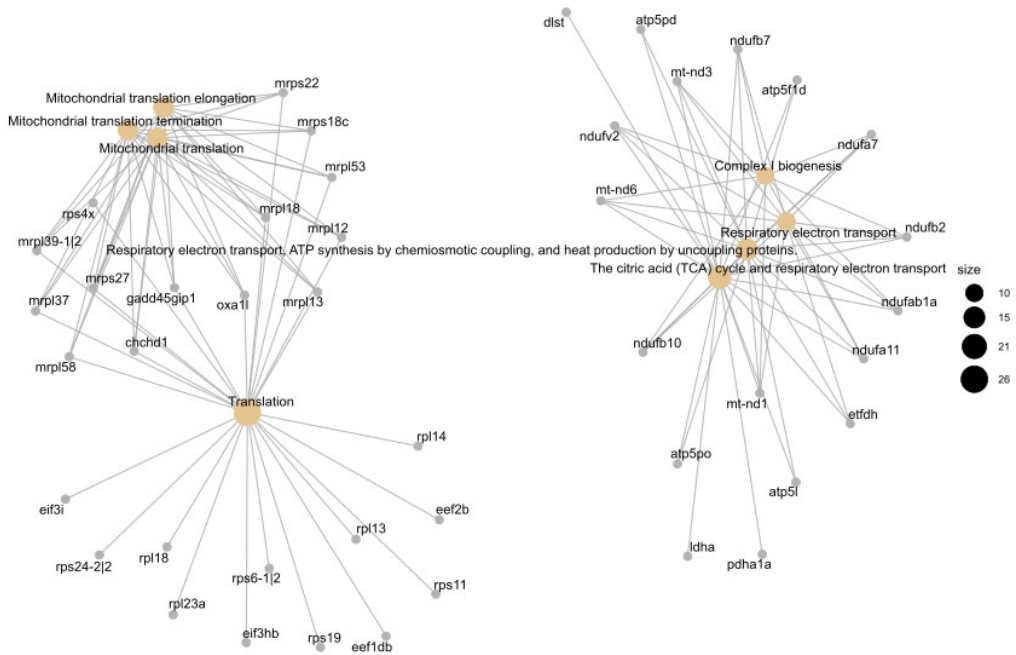 dlst
atp5pd
ndufb7
mt-nd3
atp5f1d
mrps22
Mitochondrial translation elongation
Mitochondrial translation termination
mrps18c
Mitochondrial translation
ndufv2
ndufa7
mrpl53
Complex I biogenesis
mt-nd6
mrpl18
rps4x
mrpl12
mrpl39-1|2
Respiratory electron transport
ndufb2
Respiratory electron transport, ATP synthesis by chemiosmotic coupling, and heat production by uncoupling proteins.
The citric acid (TCA) cycle and respiratory electron transport
size
10
15
21
26
mrps27
mrpl37
gadd45gip1
oxa1l
mrpl13
ndufab1a
chchd1
mrpl58
ndufb10
ndufa11
Translation
mt-nd1
etfdh
rpl14
atp5po
atp5l
eif3i
eef2b
rpl13
rps24-2|2
rpl18
rps6-1|2
rps11
ldha
pdha1a
rpl23a
eif3hb
rps19
eef1db